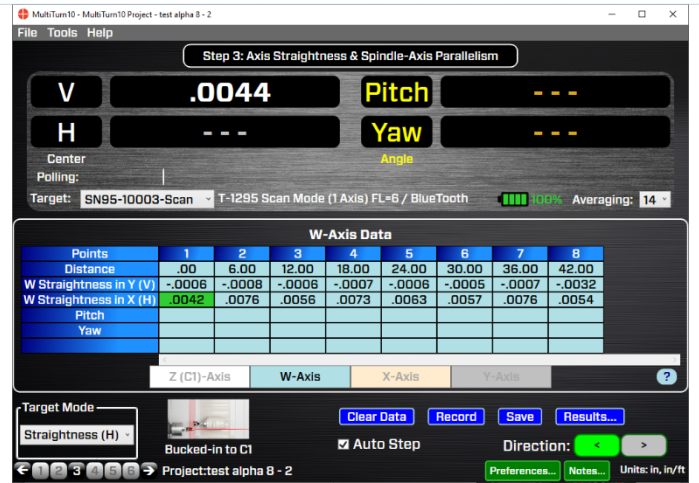 MultiTurn10 - MultiTurn10 Project - test alpha 8 - 2
File Tools Help
Step 3: Axis Straightness & Spindle-Axis Parallelism
V .0044 Pitch - - -
H - - - Yaw - - -
Center Angle
Polling:
Target: SN95-10003-Scan T-1295 Scan Mode (1 Axis) FL=6 / BlueTooth 100% Averaging: 14
W-Axis Data
Points 1 2 3 4 5 6 7 8
Distance .00 6.00 12.00 18.00 24.00 30.00 36.00 42.00
W Straightness in Y (V) -.0006 -.0008 -.0006 -.0007 -.0006 -.0005 -.0007 -.0032
W Straightness in X (H) .0042 .0076 .0056 .0073 .0063 .0057 .0076 .0054
Pitch
Yaw
Z (C1)-Axis W-Axis X-Axis Y-Axis ?
Target Mode
Straightness (H)
Bucked-in to C1
Clear Data Record Save Results...
Auto Step Direction: < >
1 2 3 4 5 6 Project:test alpha 8 - 2 Preferences... Notes... Units: in, in/ft